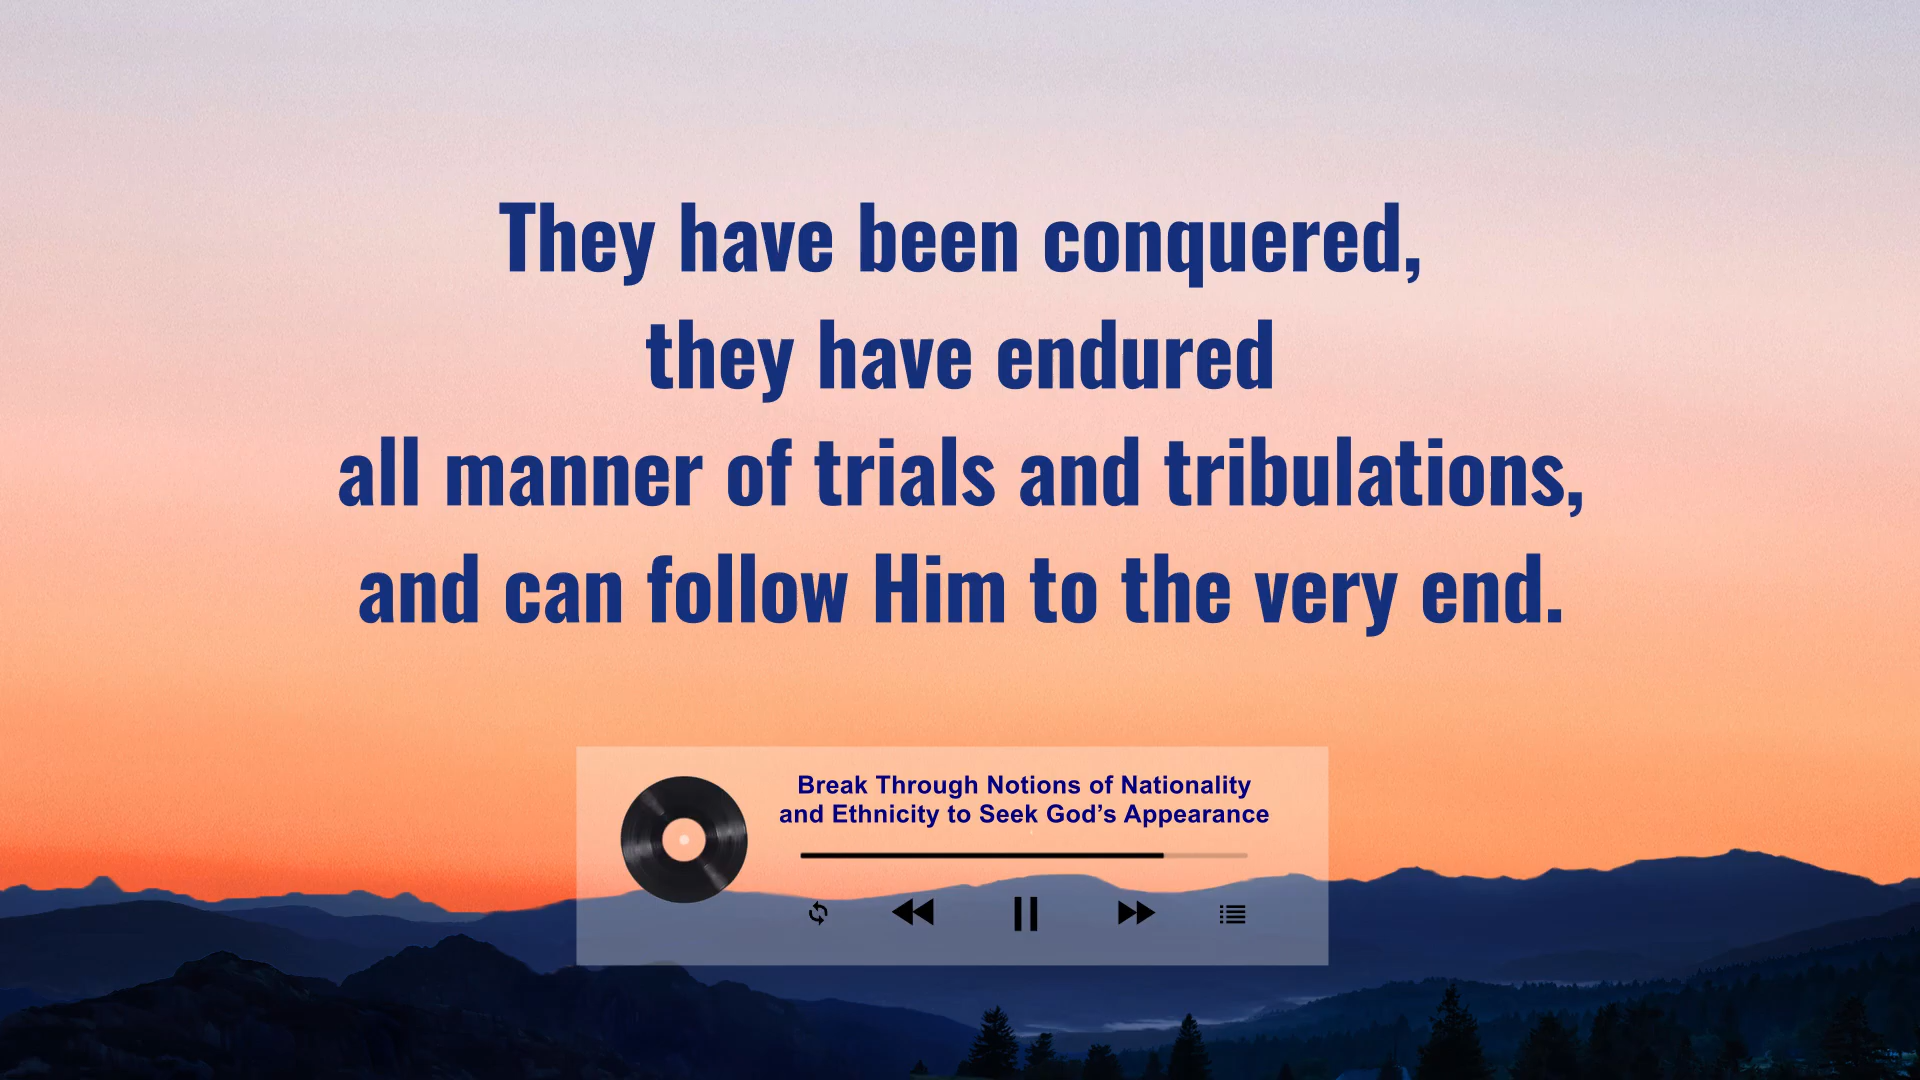 They have been conquered,
they have endured
all manner of trials and tribulations,
and can follow Him to the very end.
Break Through Notions of Nationality
and Ethnicity to Seek God’s Appearance